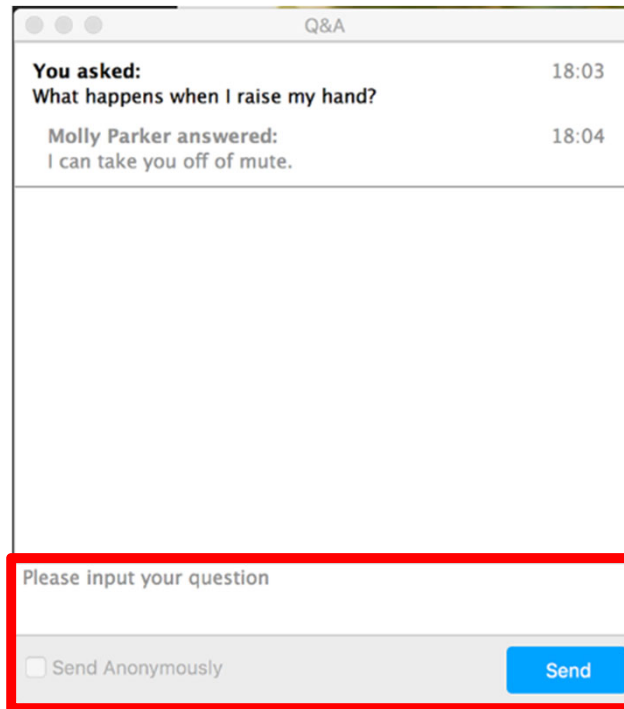 Q&A
You asked: 18:03
What happens when I raise my hand?
Molly Parker answered: 18:04
I can take you off of mute.
Please input your question
Send Anonymously Send